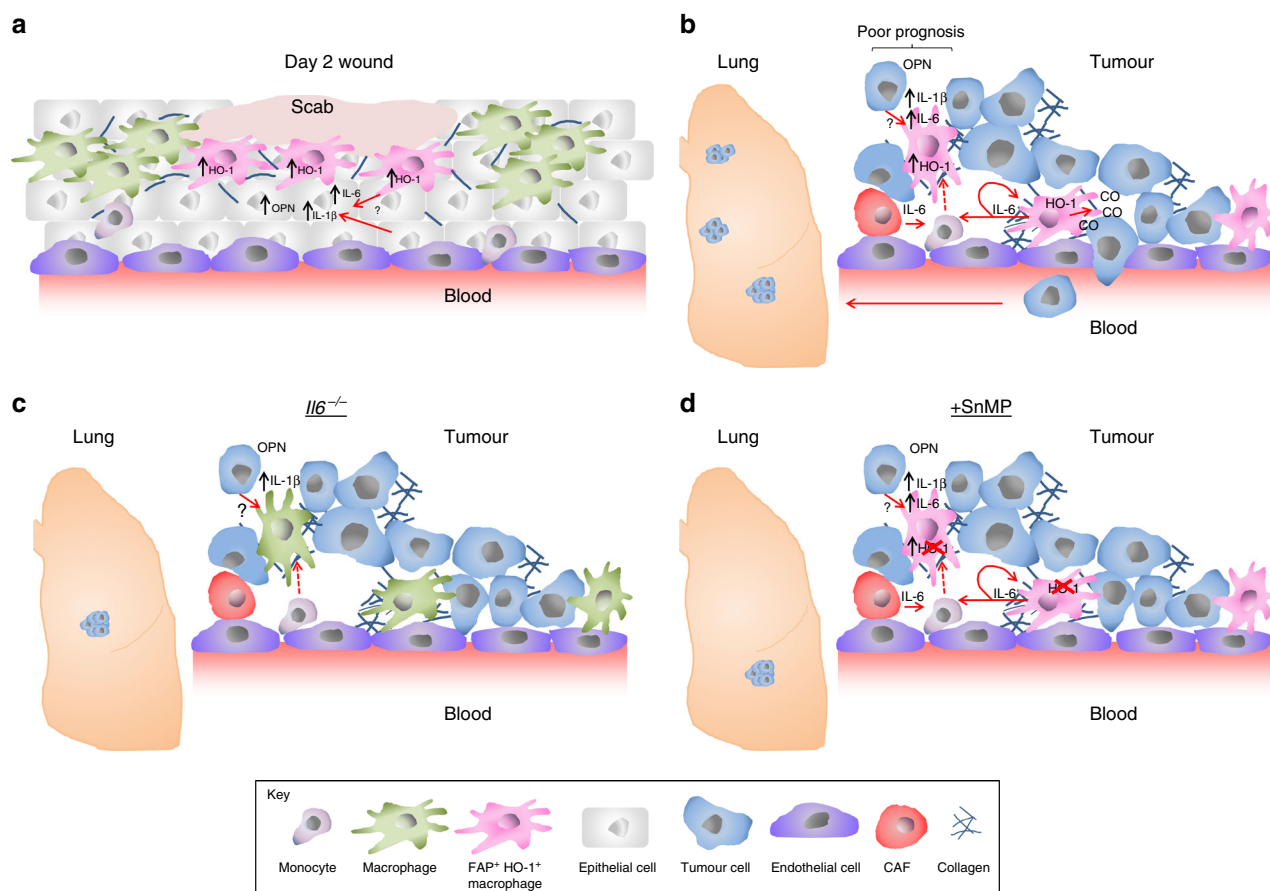 a
Day 2 wound
Scab
HO-1
HO-1
HO-1
IL-6
OPN
IL-1β
?
Blood
b
Poor prognosis
Lung
OPN
Tumour
IL-1β
?
IL-6
HO-1
IL-6
IL-6
HO-1
CO
CO
CO
Blood
c
Il6−/−
Lung
Tumour
OPN
IL-1β
?
Blood
d
+SnMP
Lung
Tumour
OPN
IL-1β
?
IL-6
HO-1
IL-6
IL-6
HO-1
Blood
Key
Monocyte
Macrophage
FAP+ HO-1+
macrophage
Epithelial cell
Tumour cell
Endothelial cell
CAF
Collagen